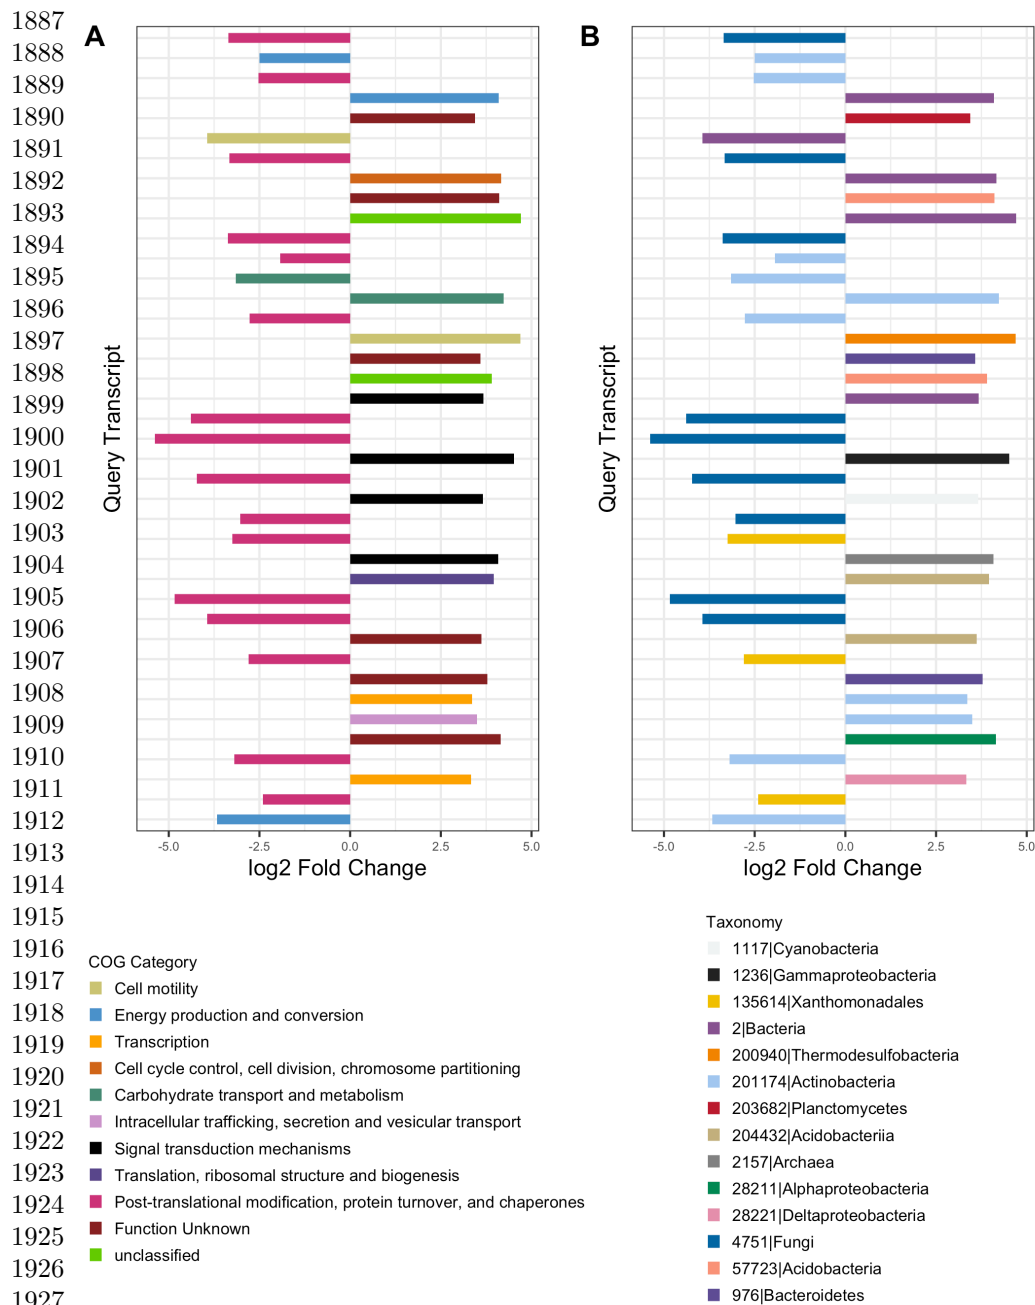 1887
A
B
1888
1889
1890
1891
1892
1893
1894
1895
1896
1897
1898
1899
1900
1901
1902
1903
1904
1905
1906
1907
1908
1909
1910
1911
1912
Query Transcript
Query Transcript
-5.0 -2.5 0.0 2.5 5.0
-5.0 -2.5 0.0 2.5 5.0
log2 Fold Change
log2 Fold Change
1913
1914
1915
1916
1917
1918
1919
1920
1921
1922
1923
1924
1925
1926
1927
COG Category
Cell motility
Energy production and conversion
Transcription
Cell cycle control, cell division, chromosome partitioning
Carbohydrate transport and metabolism
Intracellular trafficking, secretion and vesicular transport
Signal transduction mechanisms
Translation, ribosomal structure and biogenesis
Post-translational modification, protein turnover, and chaperones
Function Unknown
unclassified
Taxonomy
1117|Cyanobacteria
1236|Gammaproteobacteria
135614|Xanthomonadales
2|Bacteria
200940|Thermodesulfobacteria
201174|Actinobacteria
203682|Planctomycetes
204432|Acidobacteriia
2157|Archaea
28211|Alphaproteobacteria
28221|Deltaproteobacteria
4751|Fungi
57723|Acidobacteria
976|Bacteroidetes